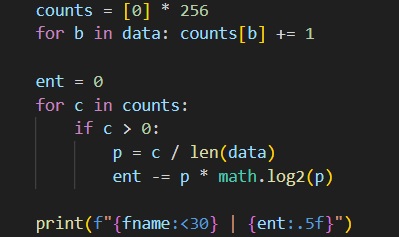 counts = [0] * 256
for b in data: counts[b] += 1
ent = 0
for c in counts:
if c > 0:
p = c / len(data)
ent -= p * math.log2(p)
print(f"{fname:<30} | {ent:.5f}")